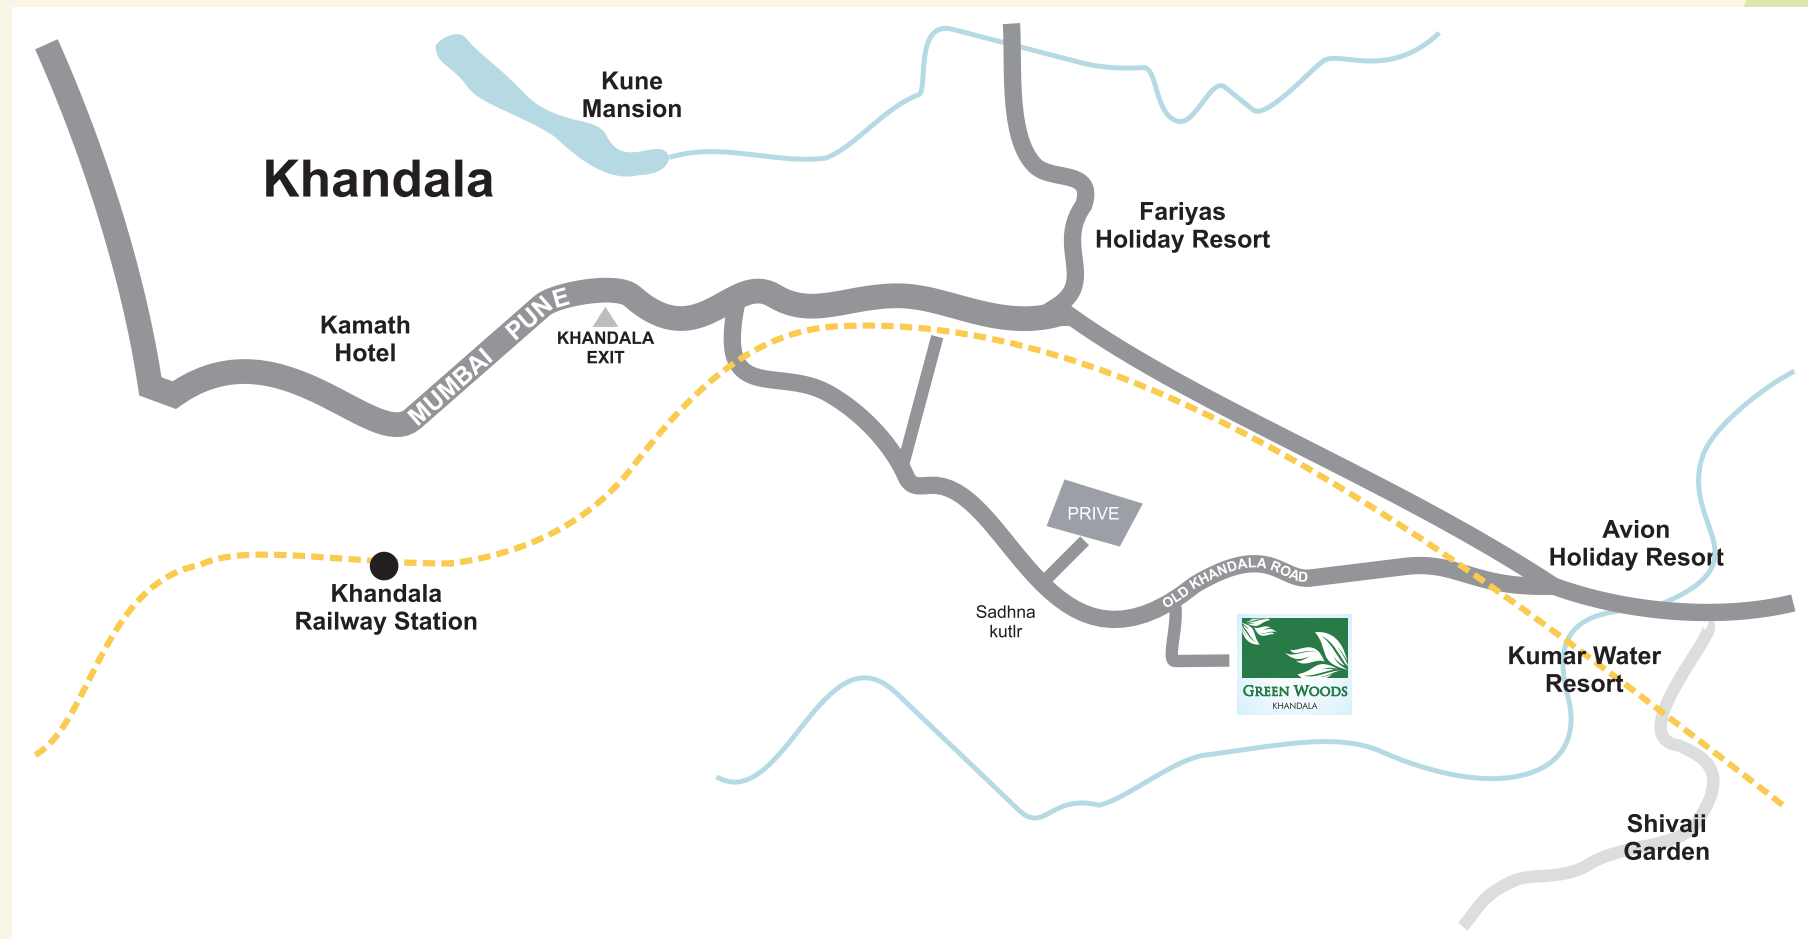 Kune
Mansion
Khandala
Fariyas
Holiday Resort
Kamath
Hotel
MUMBAI PUNE
KHANDALA
EXIT
PRIVE
Avion
Holiday Resort
OLD KHANDALA ROAD
Khandala
Railway Station
Sadhna
kutlr
Kumar Water
Resort
GREEN WOODS
KHANDALA
Shivaji
Garden